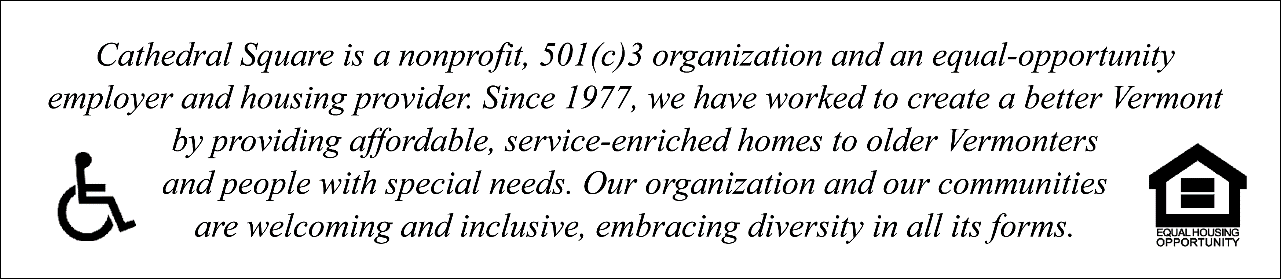 Cathedral Square is a nonprofit, 501(c)3 organization and an equal-opportunity
employer and housing provider. Since 1977, we have worked to create a better Vermont
by providing affordable, service-enriched homes to older Vermonters
and people with special needs. Our organization and our communities
are welcoming and inclusive, embracing diversity in all its forms.
EQUAL HOUSING
OPPORTUNITY